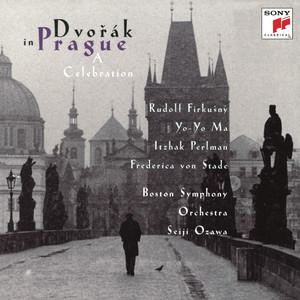 SONY
Dvořák
in Prague
A
Celebration
Rudolf Firkušný
Yo-Yo Ma
Itzhak Perlman
Frederica von Stade
Boston Symphony
Orchestra
Seiji Ozawa